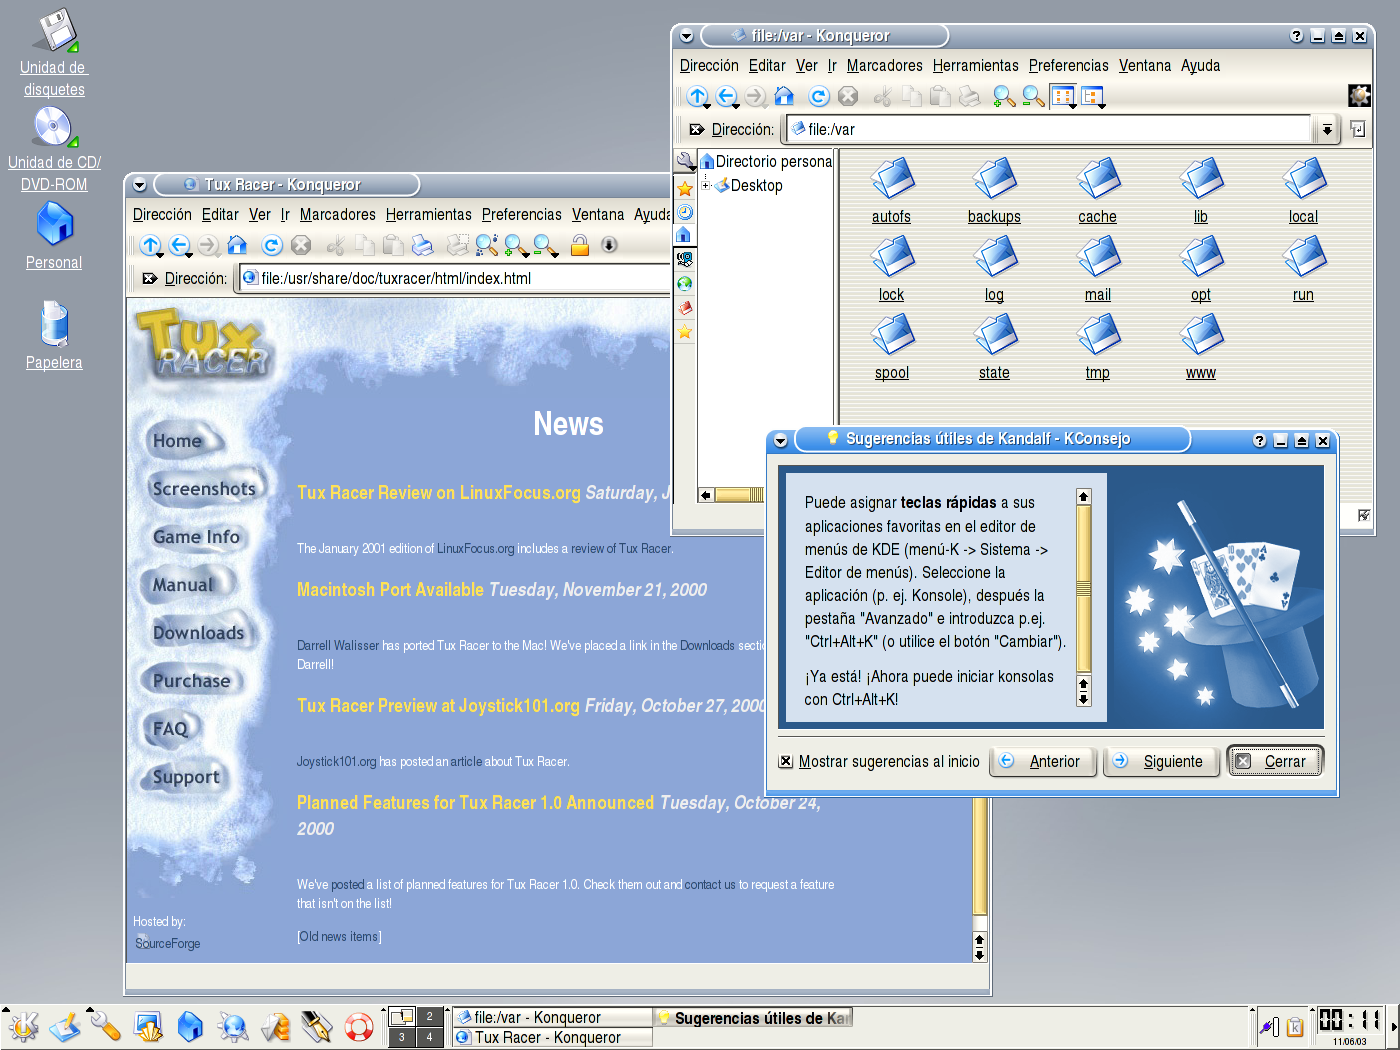 Unidad de
disquetes
Unidad de CD/
DVD-ROM
Personal
Papelera
Tux Racer - Konqueror
Dirección Editar Ver Ir Marcadores Herramientas Preferencias Ventana Ayuda
Dirección: file:/usr/share/doc/tuxracer/html/index.html
Tux
RACER
Home
Screenshots
Game Info
Manual
Downloads
Purchase
FAQ
Support
Hosted by:
SourceForge
News
Tux Racer Review on LinuxFocus.org Saturday, J
The January 2001 edition of LinuxFocus.org includes a review of Tux Racer.
Macintosh Port Available Tuesday, November 21, 2000
Darrell Walisser has ported Tux Racer to the Mac! We've placed a link in the Downloads secti
Darrell!
Tux Racer Preview at Joystick101.org Friday, October 27, 2000
Joystick101.org has posted an article about Tux Racer.
Planned Features for Tux Racer 1.0 Announced Tuesday, October 24,
2000
We've posted a list of planned features for Tux Racer 1.0. Check them out and contact us to request a feature
that isn't on the list!
[Old news items]
file:/var - Konqueror
Dirección Editar Ver Ir Marcadores Herramientas Preferencias Ventana Ayuda
Dirección: file:/var
Directorio persona
Desktop
autofs backups cache lib local
lock log mail opt run
spool state tmp www
Sugerencias útiles de Kandalf - KConsejo
Puede asignar teclas rápidas a sus
aplicaciones favoritas en el editor de
menús de KDE (menú-K -> Sistema ->
Editor de menús). Seleccione la
aplicación (p. ej. Konsole), después la
pestaña "Avanzado" e introduzca p.ej.
"Ctrl+Alt+K" (o utilice el botón "Cambiar").
¡Ya está! ¡Ahora puede iniciar konsolas
con Ctrl+Alt+K!
Mostrar sugerencias al inicio Anterior Siguiente Cerrar
2
3 4
file:/var - Konqueror
Tux Racer - Konqueror
Sugerencias útiles de Kan
00:11
11/06/03